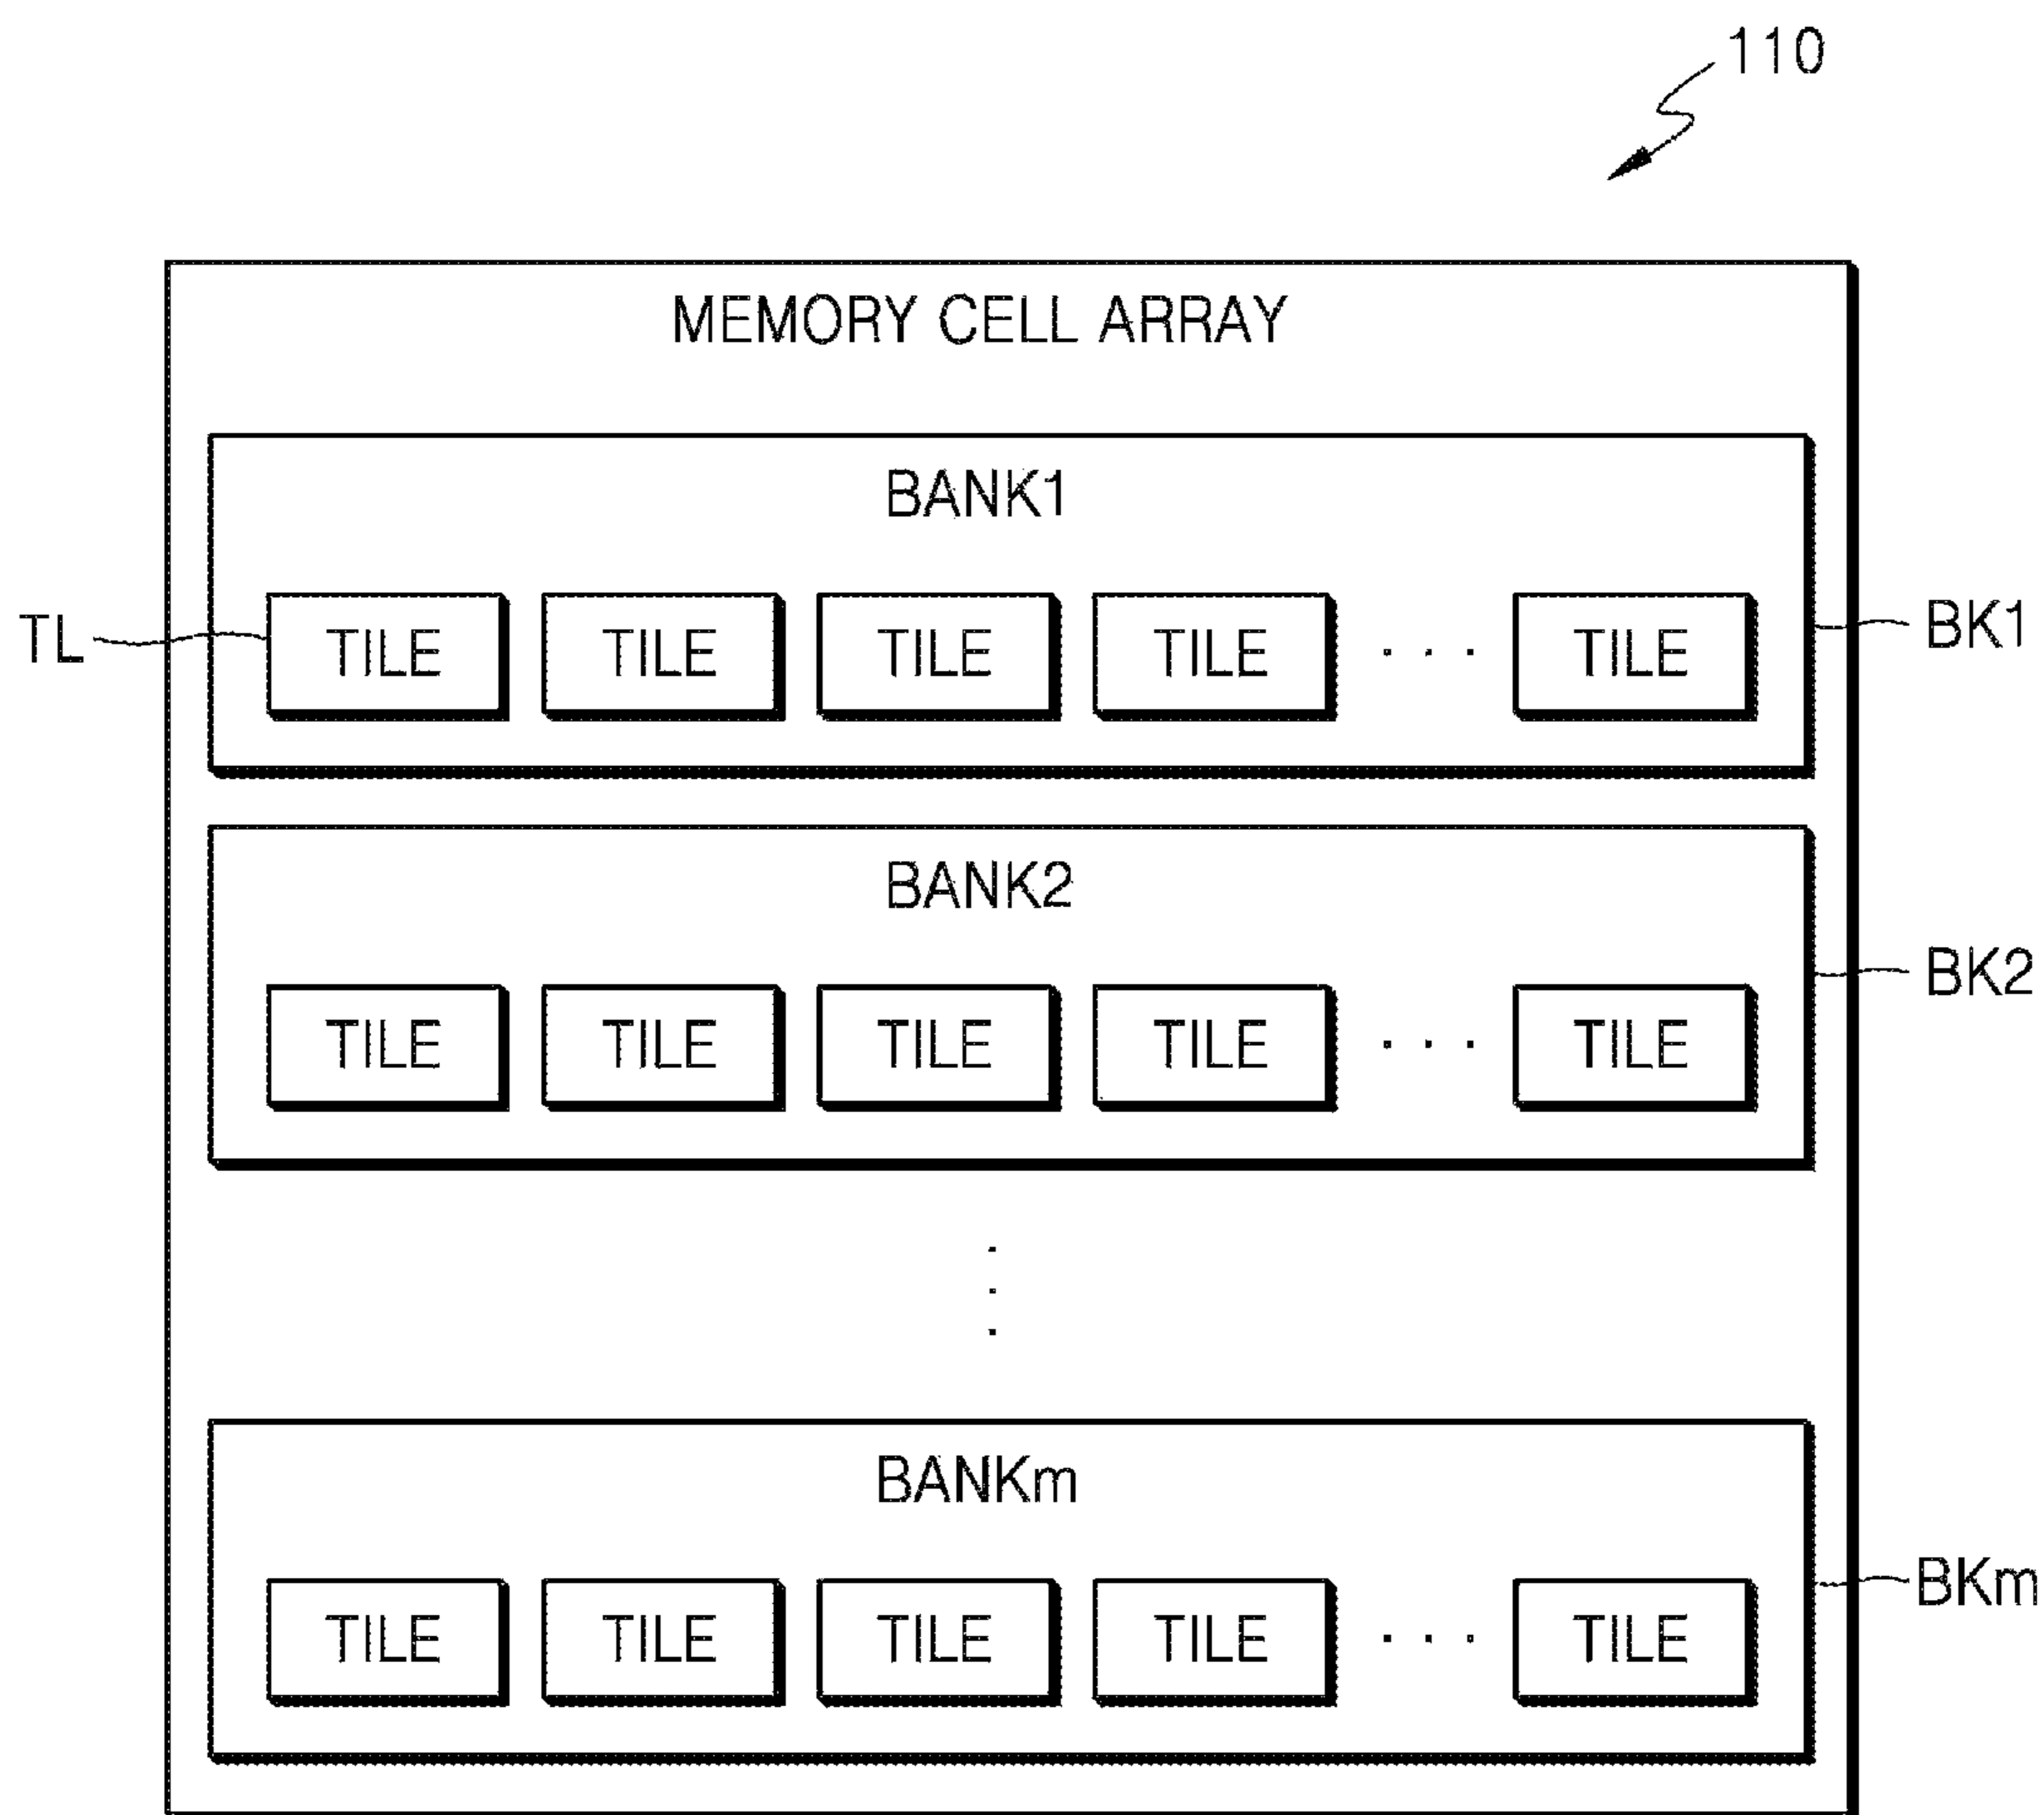 110
MEMORY CELL ARRAY
BANK1
TL TILE TILE TILE TILE · · · TILE BK1
BANK2
TILE TILE TILE TILE · · · TILE BK2
BANKm
TILE TILE TILE TILE · · · TILE BKm